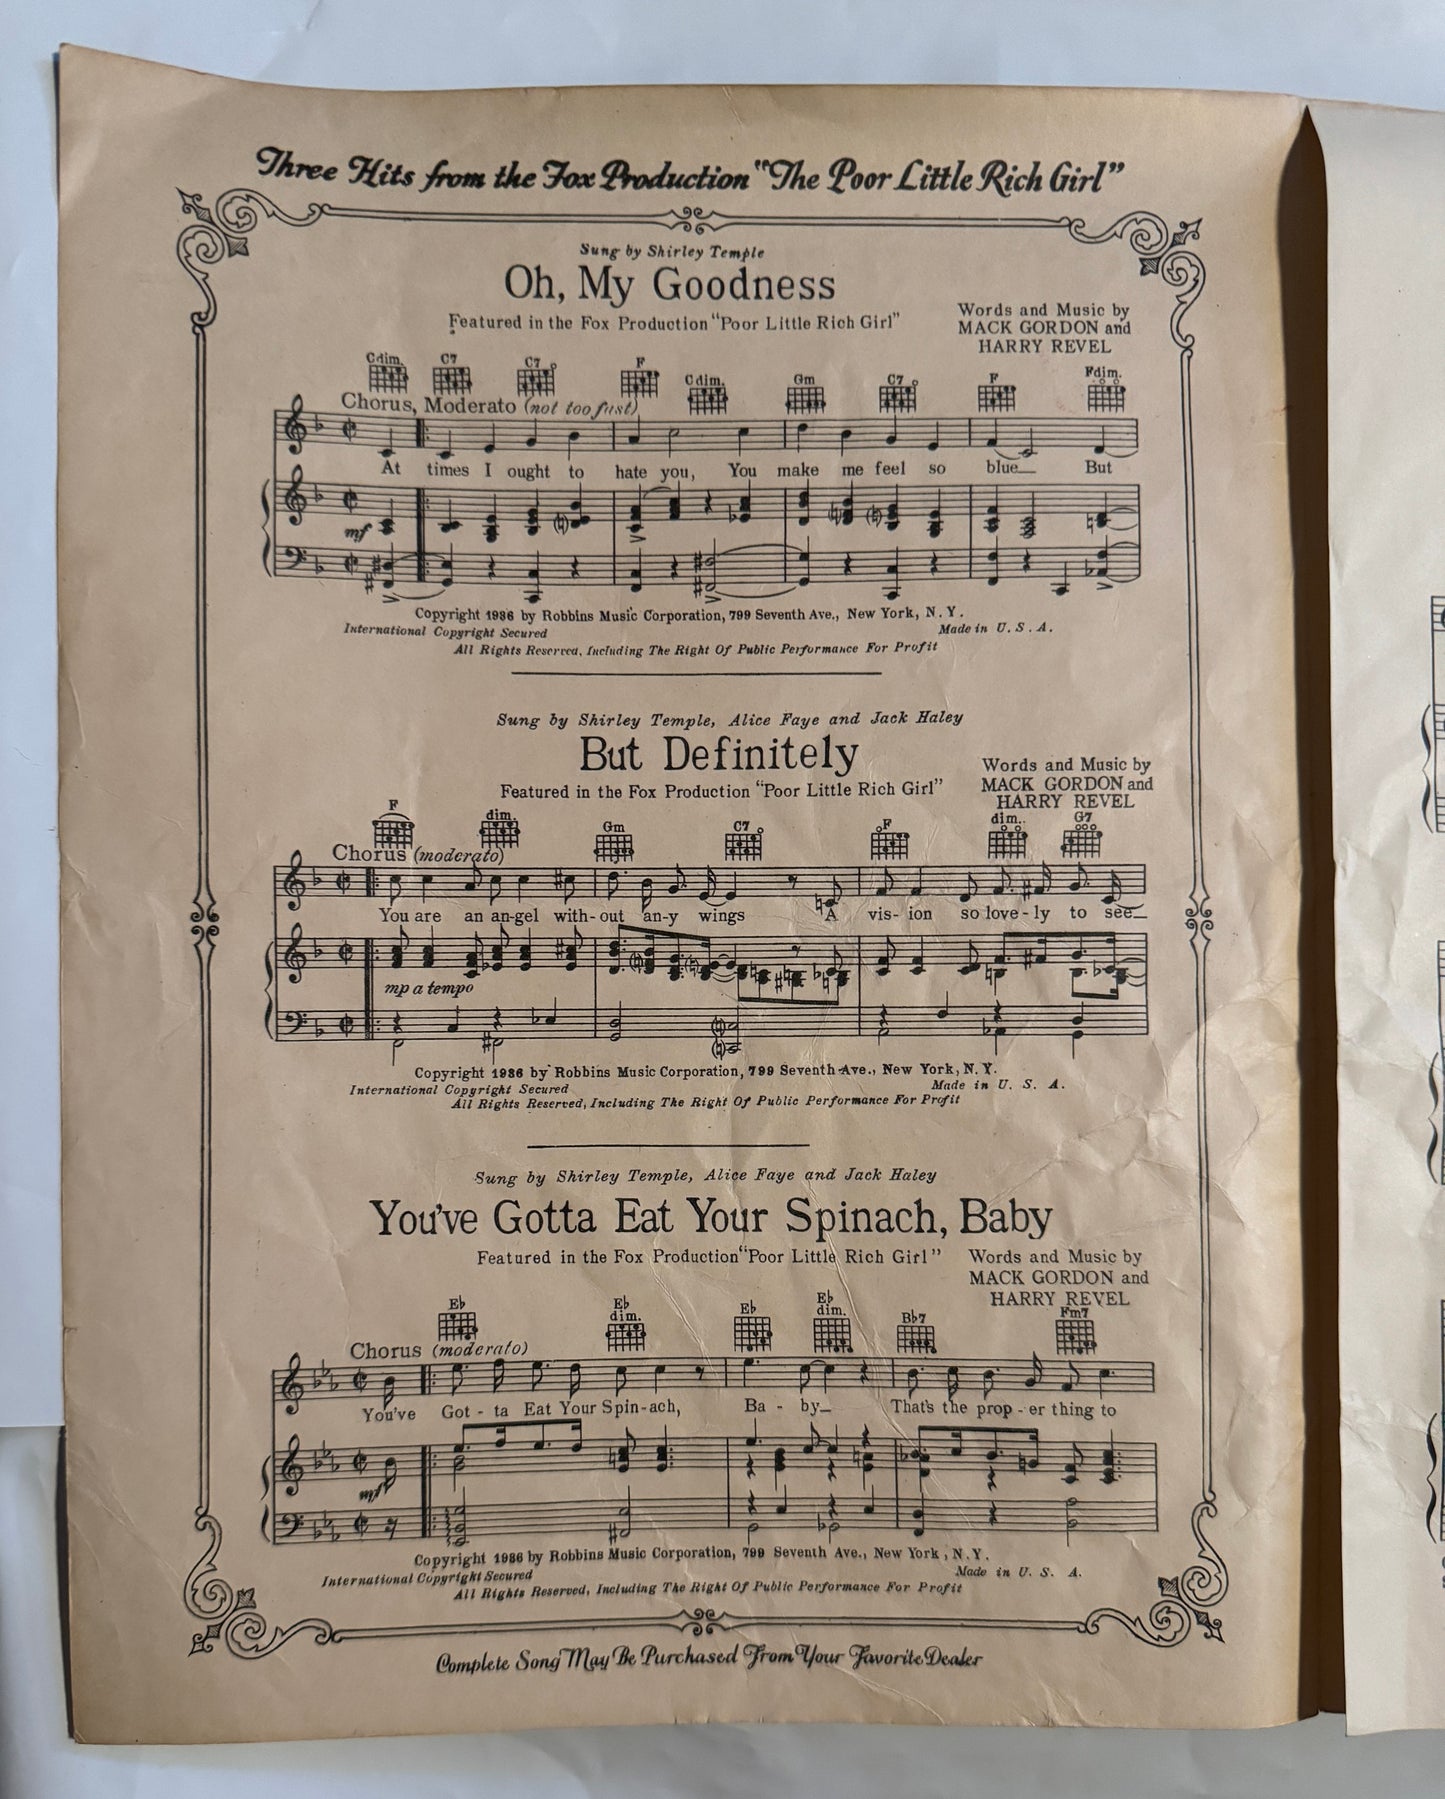 Three Hits from the Fox Production "The Poor Little Rich Girl"
Sung by Shirley Temple
Oh, My Goodness
Featured in the Fox Production "Poor Little Rich Girl"
Words and Music by
MACK GORDON and
HARRY REVEL
Cdim. C7 C7 F Cdim. Gm C7 F Fdim.
Chorus, Moderato (not too fast)
At times I ought to hate you, You make me feel so blue But
mf
Copyright 1936 by Robbins Music Corporation, 799 Seventh Ave., New York, N. Y.
International Copyright Secured Made in U. S. A.
All Rights Reserved, Including The Right Of Public Performance For Profit
Sung by Shirley Temple, Alice Faye and Jack Haley
But Definitely
Featured in the Fox Production "Poor Little Rich Girl"
Words and Music by
MACK GORDON and
HARRY REVEL
F dim. Gm C7 F dim. G7
Chorus (moderato)
You are an an-gel with-out an-y wings A vis-ion so love-ly to see
mp a tempo
Copyright 1936 by Robbins Music Corporation, 799 Seventh Ave., New York, N. Y.
International Copyright Secured Made in U. S. A.
All Rights Reserved, Including The Right Of Public Performance For Profit
Sung by Shirley Temple, Alice Faye and Jack Haley
You've Gotta Eat Your Spinach, Baby
Featured in the Fox Production "Poor Little Rich Girl"
Words and Music by
MACK GORDON and
HARRY REVEL
E♭ E♭ dim. E♭ E♭ dim. B♭7 Fm7
Chorus (moderato)
You've Got-ta Eat Your Spin-ach, Ba-by That's the prop-er thing to
mf
Copyright 1936 by Robbins Music Corporation, 799 Seventh Ave., New York, N. Y.
International Copyright Secured Made in U. S. A.
All Rights Reserved, Including The Right Of Public Performance For Profit
Complete Song May Be Purchased From Your Favorite Dealer